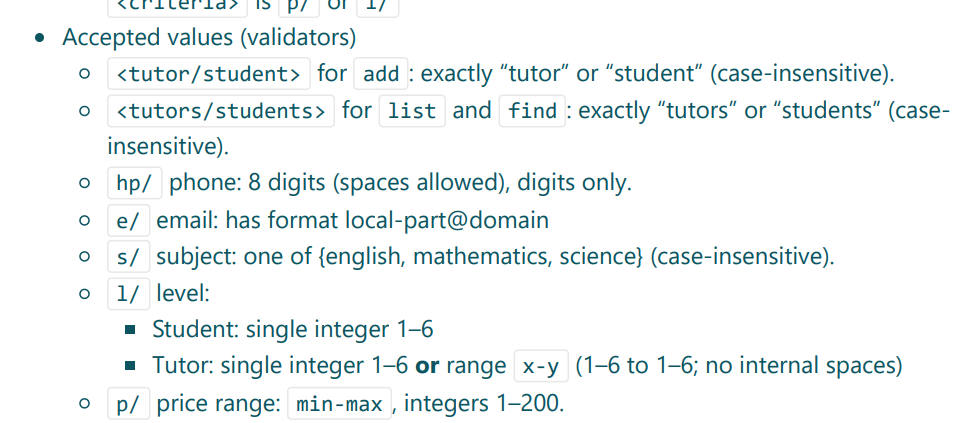 <criteria> is p/ or l/
• Accepted values (validators)
○ <tutor/student> for add : exactly “tutor” or “student” (case-insensitive).
○ <tutors/students> for list and find : exactly “tutors” or “students” (case-
insensitive).
○ hp/ phone: 8 digits (spaces allowed), digits only.
○ e/ email: has format local-part@domain
○ s/ subject: one of {english, mathematics, science} (case-insensitive).
○ l/ level:
▪ Student: single integer 1–6
▪ Tutor: single integer 1–6 or range x-y (1–6 to 1–6; no internal spaces)
○ p/ price range: min-max , integers 1–200.